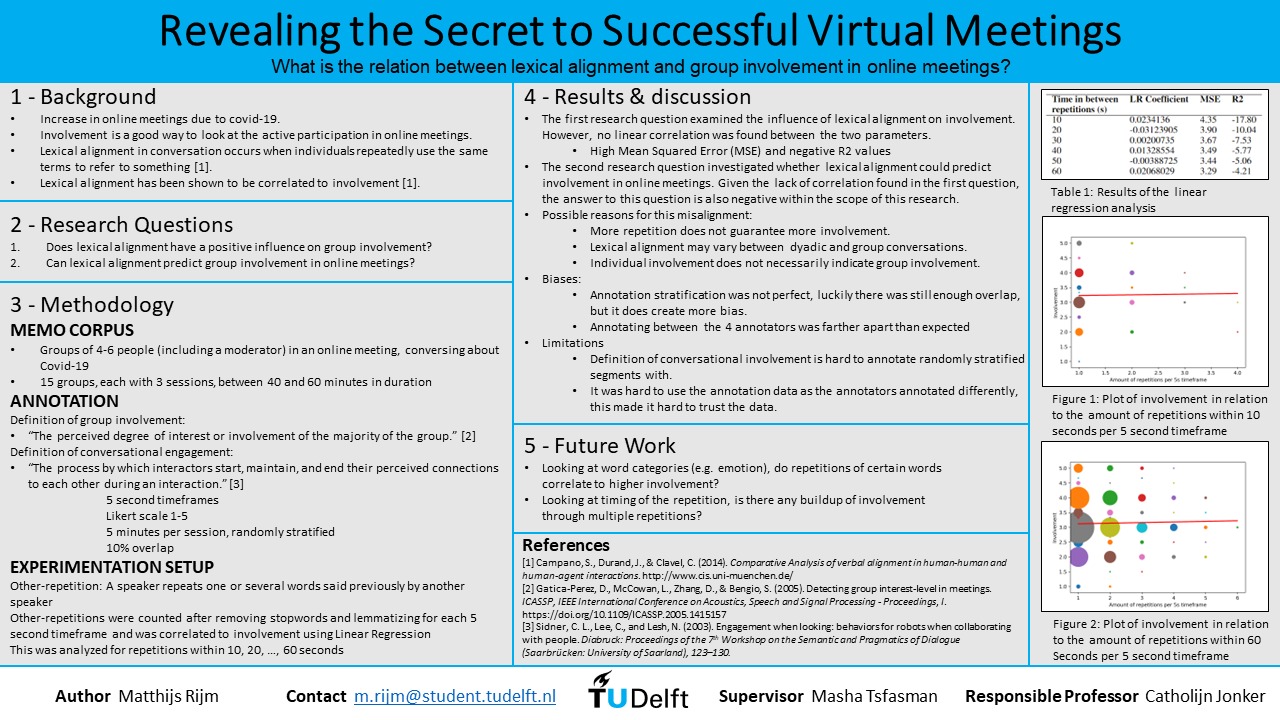 Revealing the Secret to Successful Virtual Meetings
What is the relation between lexical alignment and group involvement in online meetings?
1 - Background
• Increase in online meetings due to covid-19.
• Involvement is a good way to look at the active participation in online meetings.
• Lexical alignment in conversation occurs when individuals repeatedly use the same
terms to refer to something [1].
• Lexical alignment has been shown to be correlated to involvement [1].
2 - Research Questions
1. Does lexical alignment have a positive influence on group involvement?
2. Can lexical alignment predict group involvement in online meetings?
3 - Methodology
MEMO CORPUS
• Groups of 4-6 people (including a moderator) in an online meeting, conversing about
Covid-19
• 15 groups, each with 3 sessions, between 40 and 60 minutes in duration
ANNOTATION
Definition of group involvement:
• “The perceived degree of interest or involvement of the majority of the group.” [2]
Definition of conversational engagement:
• “The process by which interactors start, maintain, and end their perceived connections
to each other during an interaction.” [3]
5 second timeframes
Likert scale 1-5
5 minutes per session, randomly stratified
10% overlap
EXPERIMENTATION SETUP
Other-repetition: A speaker repeats one or several words said previously by another
speaker
Other-repetitions were counted after removing stopwords and lemmatizing for each 5
second timeframe and was correlated to involvement using Linear Regression
This was analyzed for repetitions within 10, 20, ..., 60 seconds
4 - Results & discussion
• The first research question examined the influence of lexical alignment on involvement.
However, no linear correlation was found between the two parameters.
• High Mean Squared Error (MSE) and negative R2 values
• The second research question investigated whether lexical alignment could predict
involvement in online meetings. Given the lack of correlation found in the first question,
the answer to this question is also negative within the scope of this research.
• Possible reasons for this misalignment:
• More repetition does not guarantee more involvement.
• Lexical alignment may vary between dyadic and group conversations.
• Individual involvement does not necessarily indicate group involvement.
• Biases:
• Annotation stratification was not perfect, luckily there was still enough overlap,
but it does create more bias.
• Annotating between the 4 annotators was farther apart than expected
• Limitations
• Definition of conversational involvement is hard to annotate randomly stratified
segments with.
• It was hard to use the annotation data as the annotators annotated differently,
this made it hard to trust the data.
5 - Future Work
• Looking at word categories (e.g. emotion), do repetitions of certain words
correlate to higher involvement?
• Looking at timing of the repetition, is there any buildup of involvement
through multiple repetitions?
References
[1] Campano, S., Durand, J., & Clavel, C. (2014). Comparative Analysis of verbal alignment in human-human and
human-agent interactions. http://www.cis.uni-muenchen.de/
[2] Gatica-Perez, D., McCowan, L., Zhang, D., & Bengio, S. (2005). Detecting group interest-level in meetings.
ICASSP, IEEE International Conference on Acoustics, Speech and Signal Processing - Proceedings, I.
https://doi.org/10.1109/ICASSP.2005.1415157
[3] Sidner, C. L., Lee, C., and Lesh, N. (2003). Engagement when looking: behaviors for robots when collaborating
with people. Diabruck: Proceedings of the 7th Workshop on the Semantic and Pragmatics of Dialogue
(Saarbrücken: University of Saarland), 123–130.
Time in between LR Coefficient MSE R2
repetitions (s)
10 0.0234136 4.35 -17.80
20 -0.03123905 3.90 -10.04
30 0.00200735 3.67 -7.53
40 0.01328554 3.49 -5.77
50 -0.00388725 3.44 -5.06
60 0.02068029 3.29 -4.21
Table 1: Results of the linear
regression analysis
5.0
4.5
4.0
3.5
3.0
2.5
2.0
1.5
1.0
Involvement
1.0 1.5 2.0 2.5 3.0 3.5 4.0
Amount of repetitions per 5s timeframe
Figure 1: Plot of involvement in relation
to the amount of repetitions within 10
seconds per 5 second timeframe
5.0
4.5
4.0
3.5
3.0
2.5
2.0
1.5
1.0
Involvement
1 2 3 4 5 6
Amount of repetitions per 5s timeframe
Figure 2: Plot of involvement in relation
to the amount of repetitions within 60
Seconds per 5 second timeframe
Author Matthijs Rijm Contact m.rijm@student.tudelft.nl TUDelft Supervisor Masha Tsfasman Responsible Professor Catholijn Jonker